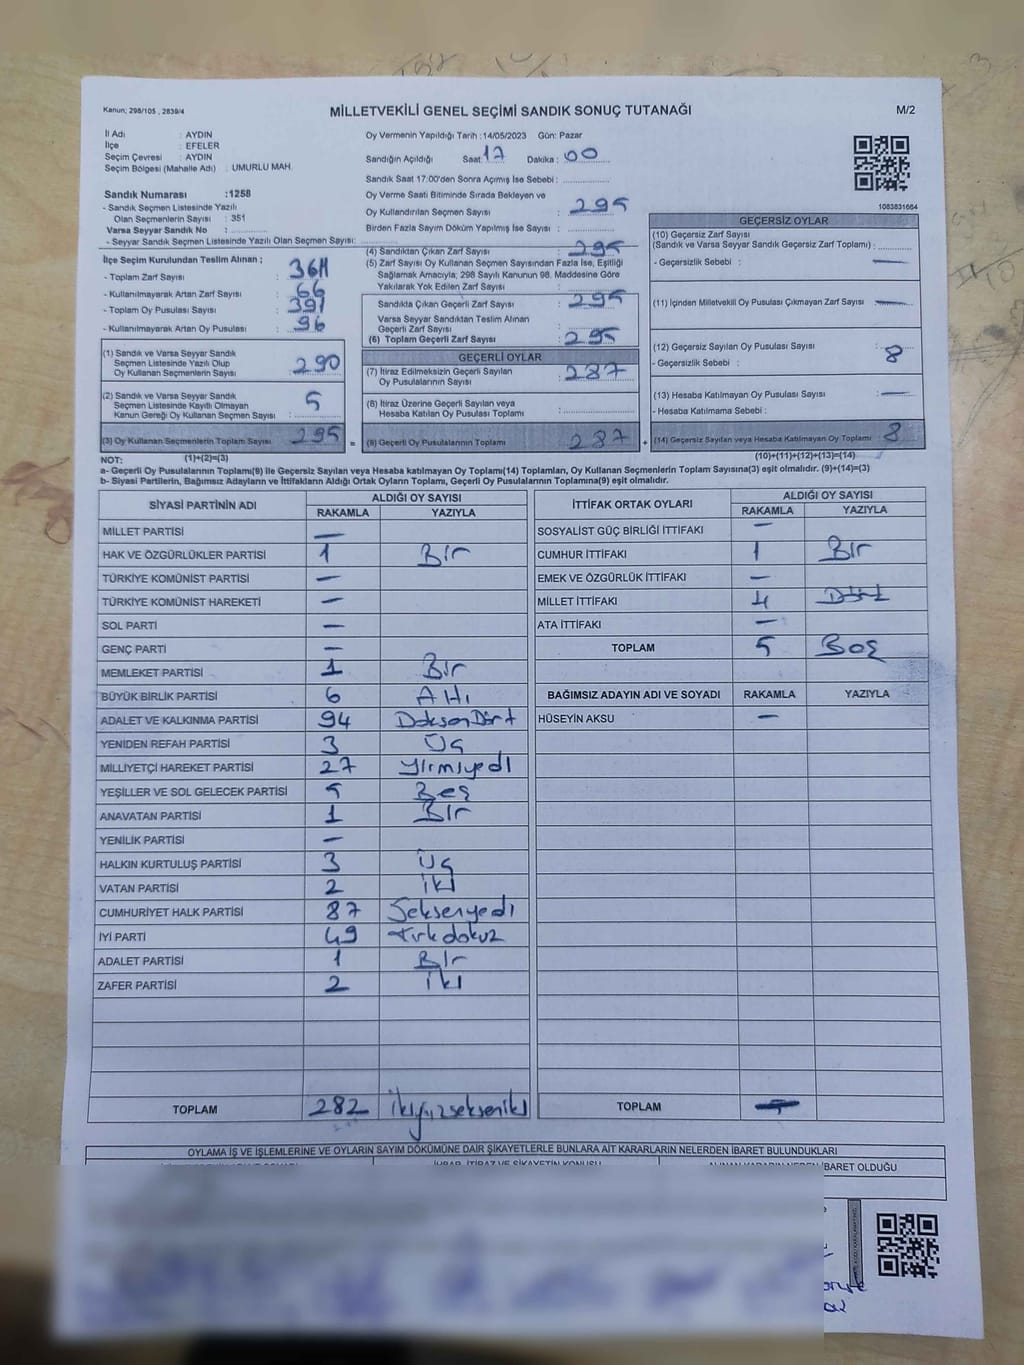 Kanun; 298/105 , 2839/4
MİLLETVEKİLİ GENEL SEÇİMİ SANDIK SONUÇ TUTANAĞI
M/2
İl Adı : AYDIN
İlçe : EFELER
Seçim Çevresi : AYDIN
Seçim Bölgesi (Mahalle Adı) : UMURLU MAH.
Sandık Numarası :1258
- Sandık Seçmen Listesinde Yazılı
Olan Seçmenlerin Sayısı : 351
Varsa Seyyar Sandık No :
- Seyyar Sandık Seçmen Listesinde Yazılı Olan Seçmen Sayısı:
Oy Vermenin Yapıldığı Tarih :14/05/2023 Gün: Pazar
Sandığın Açıldığı Saat: 17 Dakika: 00
Sandık Saat 17:00'den Sonra Açımış İse Sebebi :
Oy Verme Saati Bitiminde Sırada Bekleyen ve
Oy Kullandırılan Seçmen Sayısı : 295
Birden Fazla Sayım Döküm Yapılmış İse Sayısı :
1083831664
İlçe Seçim Kurulundan Teslim Alınan ;
- Toplam Zarf Sayısı : 361
- Kullanılmayarak Artan Zarf Sayısı : 66
- Toplam Oy Pusulası Sayısı : 391
- Kullanılmayarak Artan Oy Pusulası : 96
(1) Sandık ve Varsa Seyyar Sandık
Seçmen Listesinde Yazılı Olup
Oy Kullanan Seçmenlerin Sayısı : 290
(2) Sandık ve Varsa Seyyar Sandık
Seçmen Listesinde Kayıtlı Olmayan
Kanun Gereği Oy Kullanan Seçmen Sayısı : 5
(3) Oy Kullanan Seçmenlerin Toplam Sayısı : 295
(4) Sandıktan Çıkan Zarf Sayısı : 295
(5) Zarf Sayısı Oy Kullanan Seçmen Sayısından Fazla İse, Eşitliği
Sağlamak Amacıyla; 298 Sayılı Kanunun 98. Maddesine Göre
Yakılarak Yok Edilen Zarf Sayısı :
Sandıkta Çıkan Geçerli Zarf Sayısı : 295
Varsa Seyyar Sandıktan Teslim Alınan
Geçerli Zarf Sayısı :
(6) Toplam Geçerli Zarf Sayısı : 295
GEÇERLİ OYLAR
(7) İtiraz Edilmeksizin Geçerli Sayılan
Oy Pusulalarının Sayısı : 287
(8) İtiraz Üzerine Geçerli Sayılan veya
Hesaba Katılan Oy Pusulası Toplamı :
= (9) Geçerli Oy Pusulalarının Toplamı 287
GEÇERSİZ OYLAR
(10) Geçersiz Zarf Sayısı
(Sandık ve Varsa Seyyar Sandık Geçersiz Zarf Toplamı) :
- Geçersizlik Sebebi : —
(11) İçinden Milletvekili Oy Pusulası Çıkmayan Zarf Sayısı —
(12) Geçersiz Sayılan Oy Pusulası Sayısı : 8
- Geçersizlik Sebebi :
(13) Hesaba Katılmayan Oy Pusulası Sayısı : —
- Hesaba Katılmama Sebebi :
+ (14) Geçersiz Sayılan veya Hesaba Katılmayan Oy Toplamı 8
NOT: (1)+(2)=(3) (10)+(11)+(12)+(13)=(14)
a- Geçerli Oy Pusulalarının Toplamı(9) ile Geçersiz Sayılan veya Hesaba katılmayan Oy Toplamı(14) Toplamları, Oy Kullanan Seçmenlerin Toplam Sayısına(3) eşit olmalıdır. (9)+(14)=(3)
b- Siyasi Partilerin, Bağımsız Adayların ve İttifakların Aldığı Ortak Oyların Toplamı, Geçerli Oy Pusulalarının Toplamına(9) eşit olmalıdır.
SİYASİ PARTİNİN ADI ALDIĞI OY SAYISI
RAKAMLA YAZIYLA
MİLLET PARTİSİ —
HAK VE ÖZGÜRLÜKLER PARTİSİ 1 Bir
TÜRKİYE KOMÜNİST PARTİSİ —
TÜRKİYE KOMÜNİST HAREKETİ —
SOL PARTİ —
GENÇ PARTİ —
MEMLEKET PARTİSİ 1 Bir
BÜYÜK BİRLİK PARTİSİ 6 Altı
ADALET VE KALKINMA PARTİSİ 94 DoksanDört
YENİDEN REFAH PARTİSİ 3 Üç
MİLLİYETÇİ HAREKET PARTİSİ 27 Yirmiyedi
YEŞİLLER VE SOL GELECEK PARTİSİ 5 Beş
ANAVATAN PARTİSİ 1 Bir
YENİLİK PARTİSİ —
HALKIN KURTULUŞ PARTİSİ 3 Üç
VATAN PARTİSİ 2 İki
CUMHURİYET HALK PARTİSİ 87 Seksenyedi
İYİ PARTİ 49 Kırkdokuz
ADALET PARTİSİ 1 Bir
ZAFER PARTİSİ 2 İki
TOPLAM 282 ikiyüzsekseniki
İTTİFAK ORTAK OYLARI ALDIĞI OY SAYISI
RAKAMLA YAZIYLA
SOSYALİST GÜÇ BİRLİĞİ İTTİFAKI —
CUMHUR İTTİFAKI 1 Bir
EMEK VE ÖZGÜRLÜK İTTİFAKI —
MİLLET İTTİFAKI 4 Dört
ATA İTTİFAKI —
TOPLAM 5 Beş
BAĞIMSIZ ADAYIN ADI VE SOYADI RAKAMLA YAZIYLA
HÜSEYİN AKSU —
TOPLAM
OYLAMA İŞ VE İŞLEMLERİNE VE OYLARIN SAYIM DÖKÜMÜNE DAİR ŞİKAYETLERLE BUNLARA AİT KARARLARIN NELERDEN İBARET BULUNDUKLARI
İHBAR, İTİRAZ VE ŞİKAYETİN KONUSU
ALINAN KARARIN NEDEN İBARET OLDUĞU